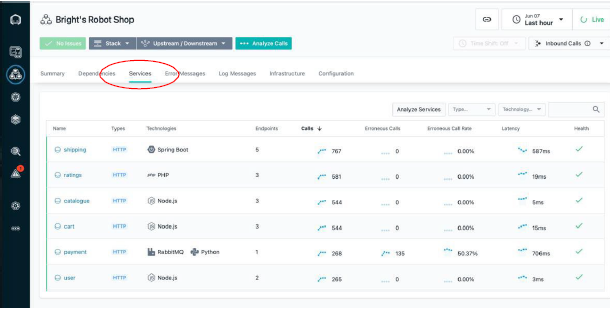 Bright's Robot Shop
Jun 07
Last hour
Live
No Issues
Stack
Upstream / Downstream
Analyze Calls
Inbound Calls
Summary Dependencies Services Error Messages Log Messages Infrastructure Configuration
Analyze Services Type... Technology...
Name Types Technologies Endpoints Calls Erroneous Calls Erroneous Call Rate Latency Health
shipping HTTP Spring Boot 5 767 0 0.00% 587ms
ratings HTTP php PHP 3 581 0 0.00% 19ms
catalogue HTTP Node.js 3 544 0 0.00% 5ms
cart HTTP Node.js 3 544 0 0.00% 15ms
payment HTTP RabbitMQ Python 1 268 135 50.37% 706ms
user HTTP Node.js 2 265 0 0.00% 3ms